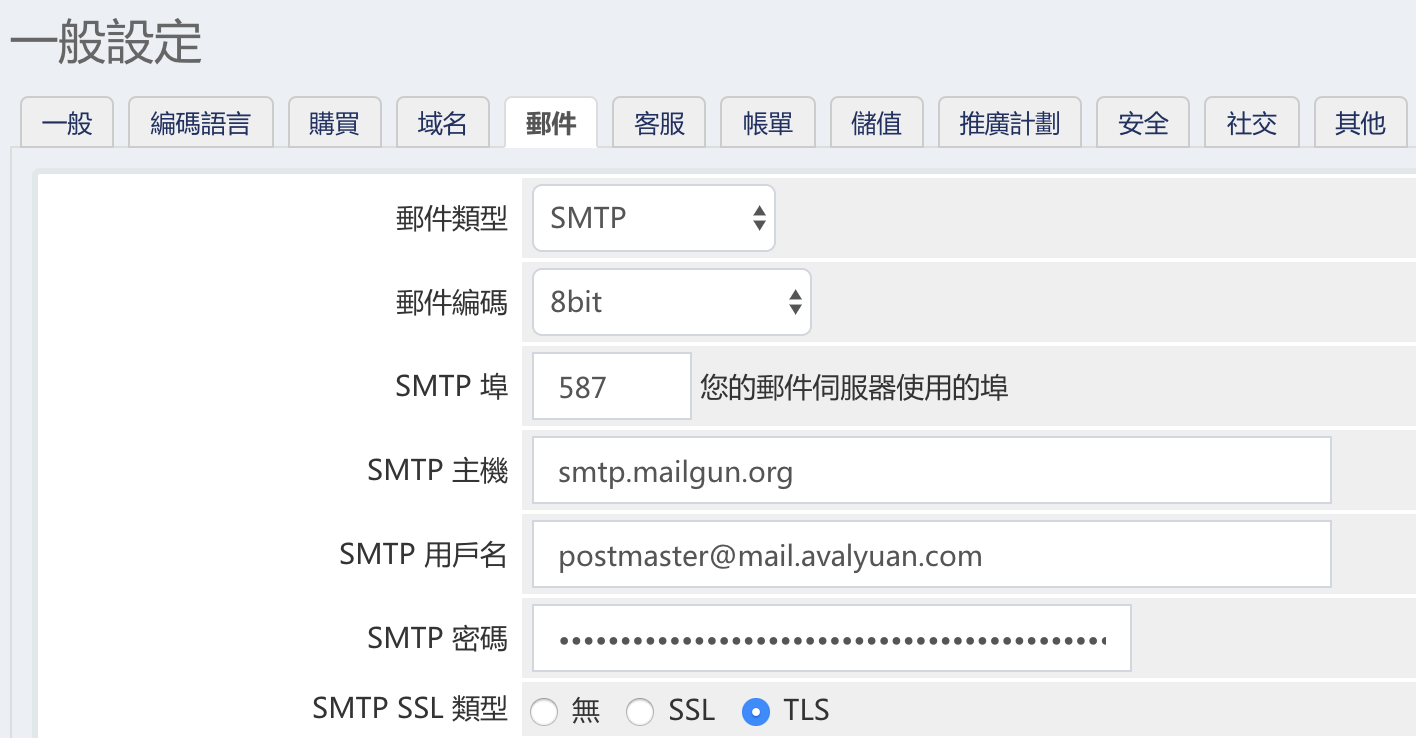 一般設定
一般 編碼語言 購買 域名 郵件 客服 帳單 儲值 推廣計劃 安全 社交 其他
郵件類型 SMTP
郵件編碼 8bit
SMTP 埠 587 您的郵件伺服器使用的埠
SMTP 主機 smtp.mailgun.org
SMTP 用戶名 postmaster@mail.avalyuan.com
SMTP 密碼
SMTP SSL 類型 無 SSL TLS